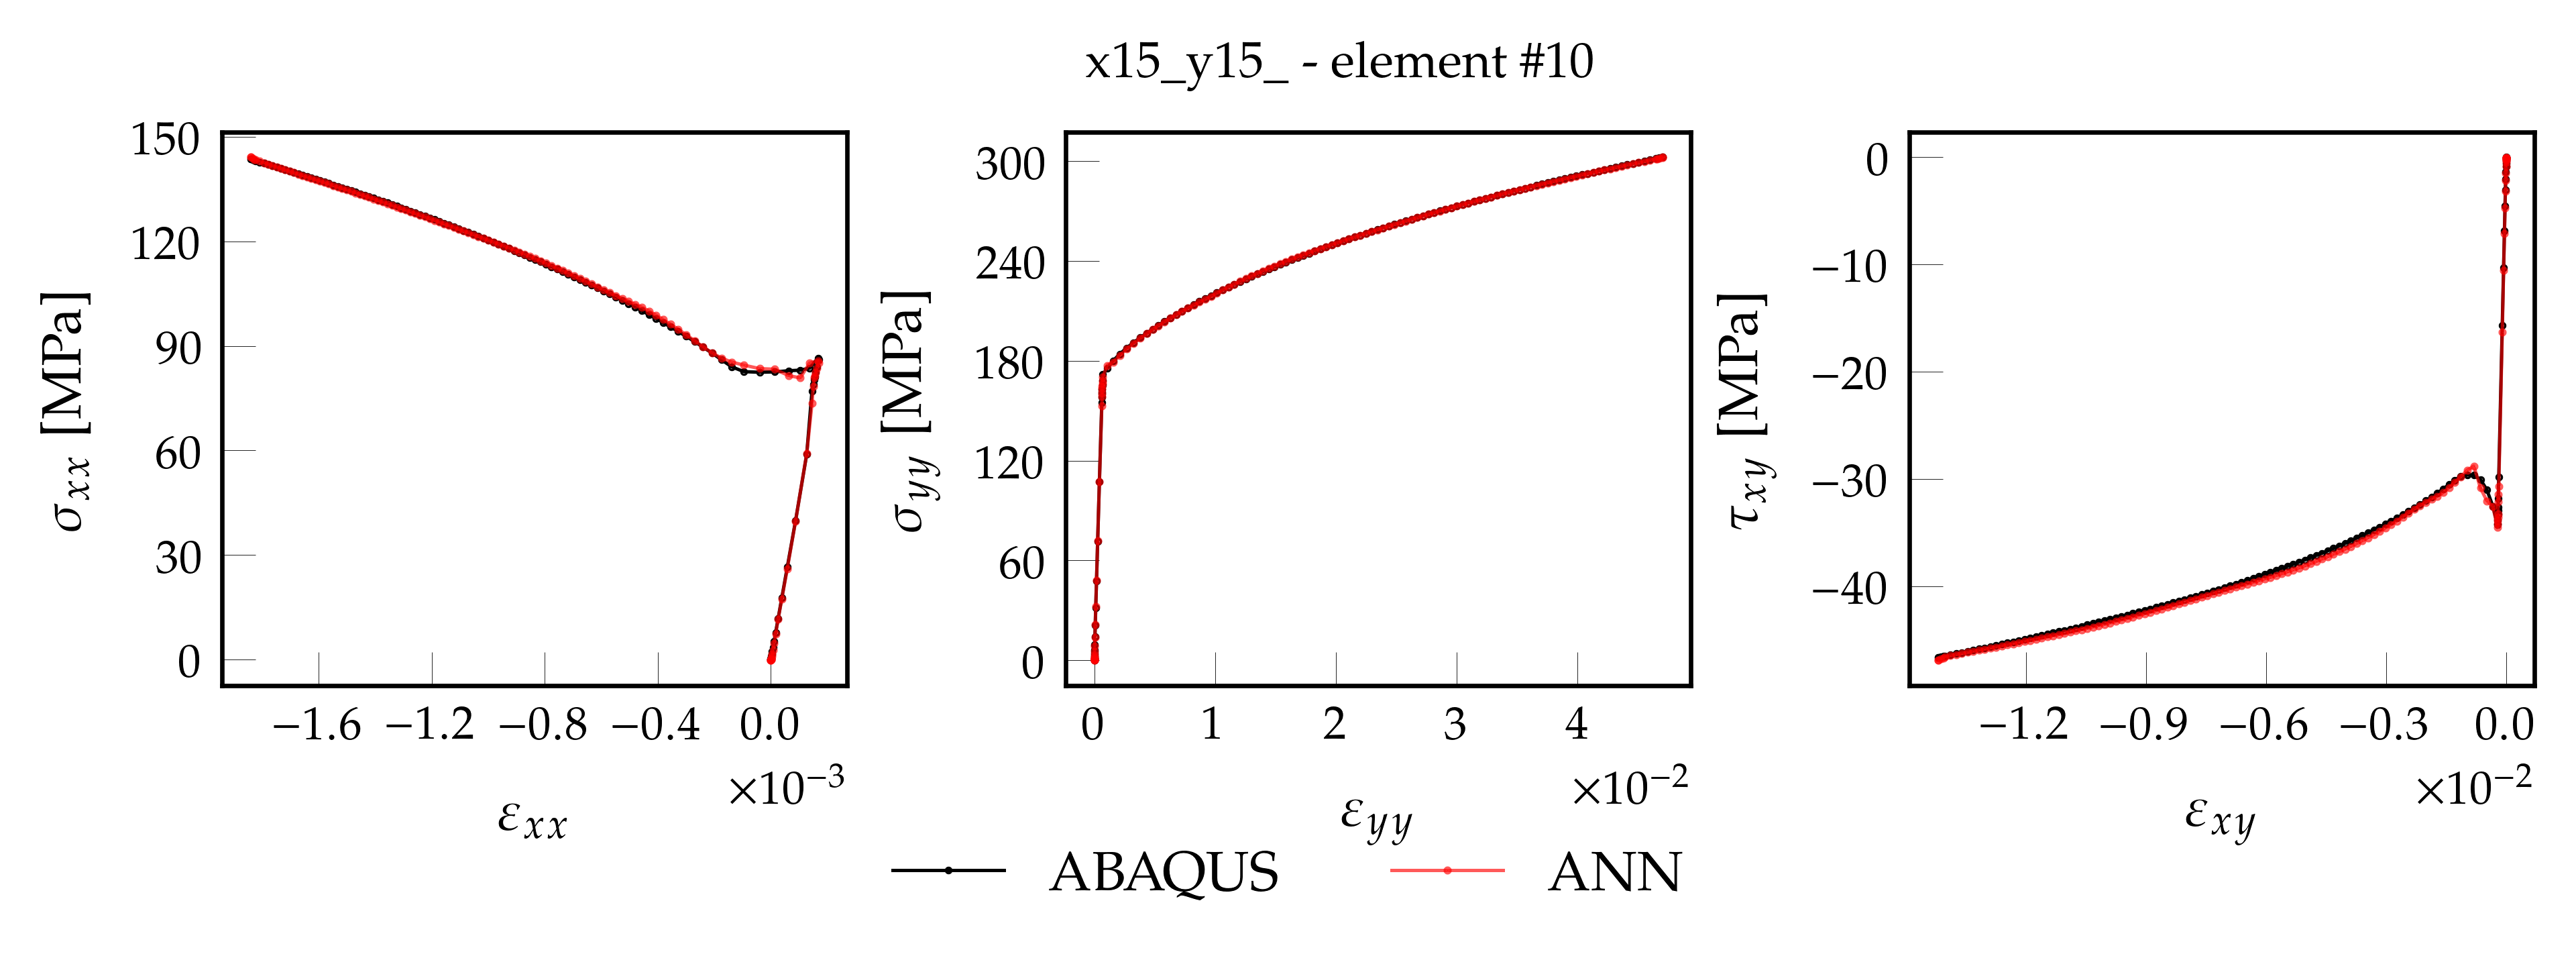 x15_y15_ - element #10
150
120
90
60
30
0
σxx [MPa]
−1.6 −1.2 −0.8 −0.4 0.0
×10−3
εxx
300
240
180
120
60
0
σyy [MPa]
0 1 2 3 4
×10−2
εyy
0
−10
−20
−30
−40
τxy [MPa]
−1.2 −0.9 −0.6 −0.3 0.0
×10−2
εxy
ABAQUS ANN